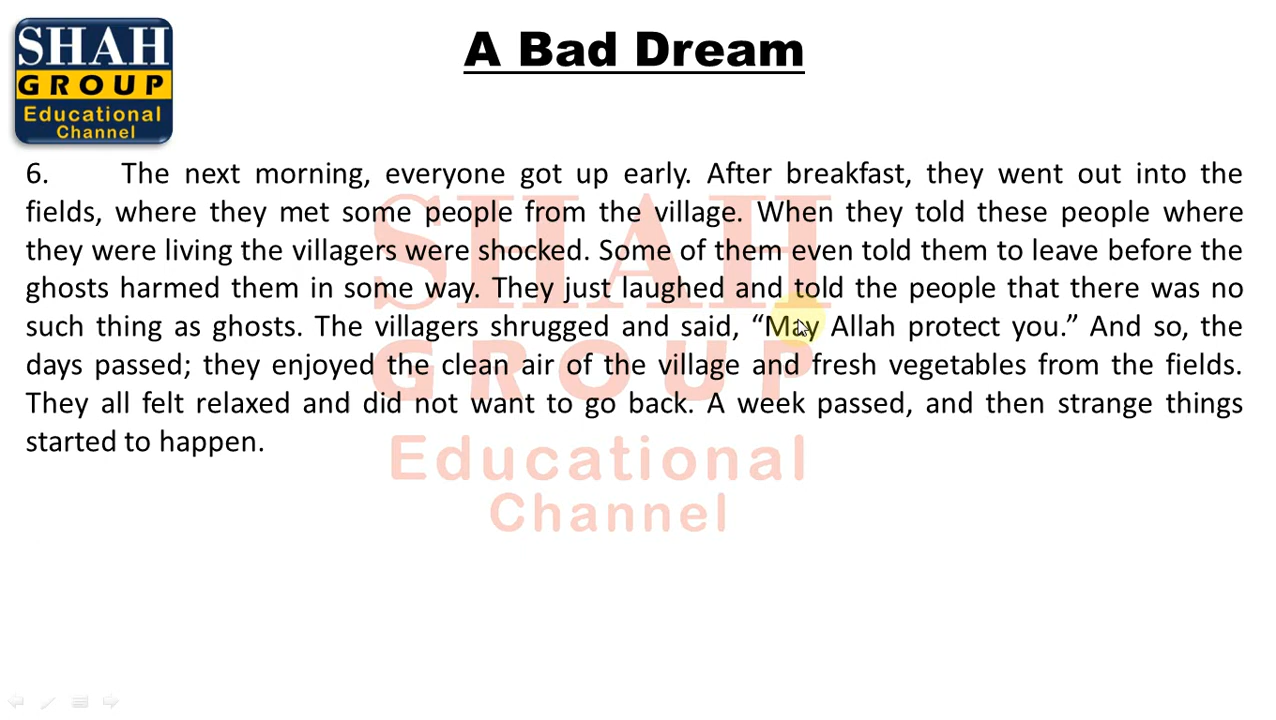 SHAH
GROUP
Educational
Channel
A Bad Dream
6. The next morning, everyone got up early. After breakfast, they went out into the
fields, where they met some people from the village. When they told these people where
they were living the villagers were shocked. Some of them even told them to leave before the
ghosts harmed them in some way. They just laughed and told the people that there was no
such thing as ghosts. The villagers shrugged and said, “May Allah protect you.” And so, the
days passed; they enjoyed the clean air of the village and fresh vegetables from the fields.
They all felt relaxed and did not want to go back. A week passed, and then strange things
started to happen.
SHAH
GROUP
Educational
Channel